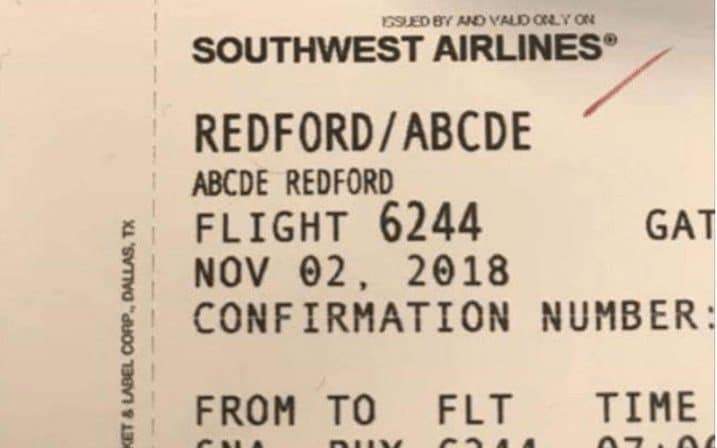 ISSUED BY AND VALID ONLY ON
SOUTHWEST AIRLINES®
REDFORD/ABCDE
ABCDE REDFORD
FLIGHT 6244 GAT
NOV 02, 2018
CONFIRMATION NUMBER:
FROM TO FLT TIME
KET & LABEL CORP., DALLAS, TX